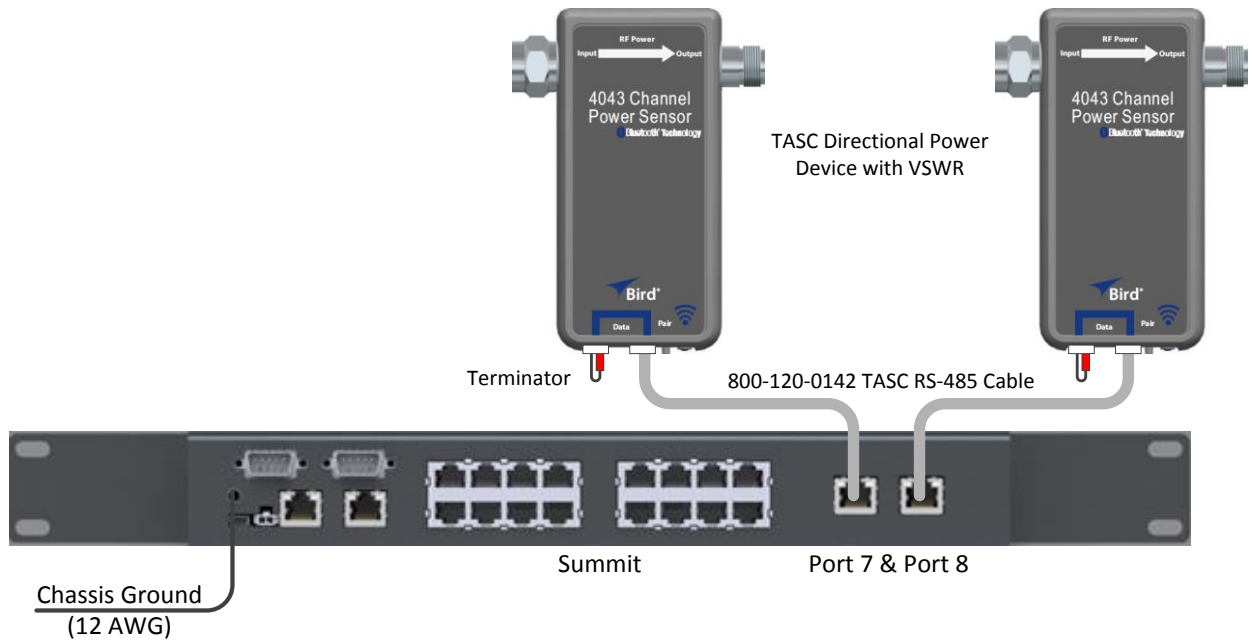 RF Power
Input
Output
4043 Channel
Power Sensor
Bluetooth® Technology
Bird®
Data
Pair
RF Power
Input
Output
4043 Channel
Power Sensor
Bluetooth® Technology
Bird®
Data
Pair
TASC Directional Power
Device with VSWR
Terminator
800-120-0142 TASC RS-485 Cable
Summit
Port 7 & Port 8
Chassis Ground
(12 AWG)